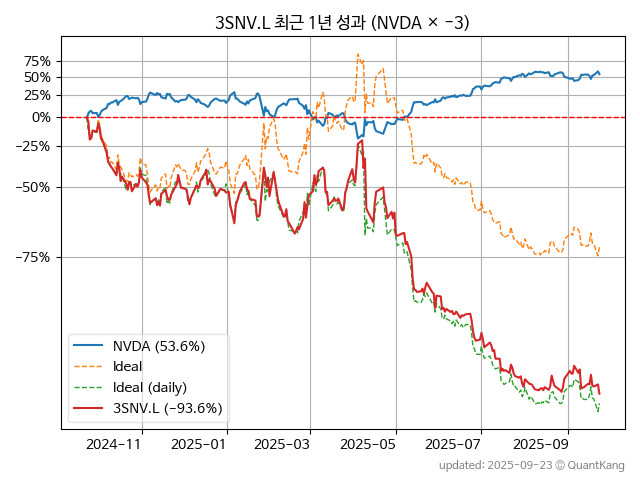 3SNV.L 최근 1년 성과 (NVDA × −3)
75%
50%
25%
0%
−25%
−50%
−75%
NVDA (53.6%)
Ideal
Ideal (daily)
3SNV.L (−93.6%)
2024−11 2025−01 2025−03 2025−05 2025−07 2025−09
updated: 2025−09−23 ⓒ QuantKang